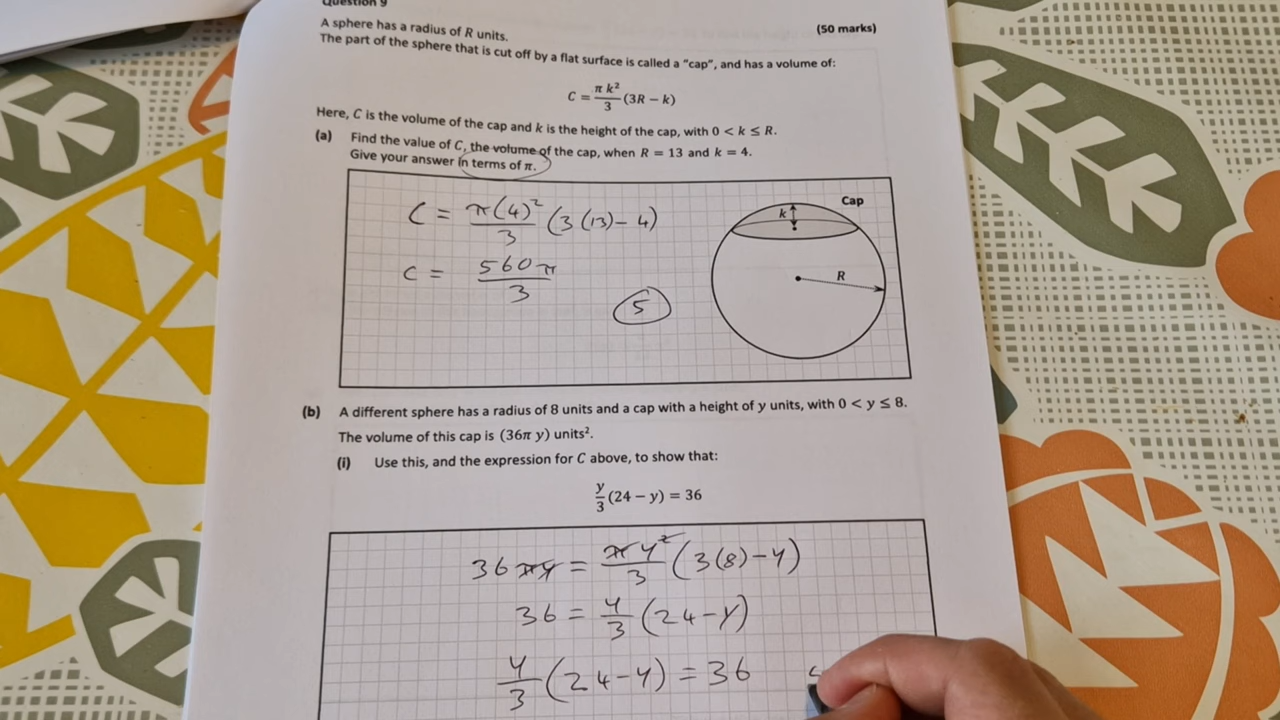 Question 9
(50 marks)
A sphere has a radius of R units.
The part of the sphere that is cut off by a flat surface is called a "cap", and has a volume of:
C = π k² / 3 (3R − k)
Here, C is the volume of the cap and k is the height of the cap, with 0 < k ≤ R.
(a) Find the value of C, the volume of the cap, when R = 13 and k = 4.
Give your answer in terms of π.
C = π(4)² / 3 (3(13) − 4)
C = 560π / 3
5
Cap
k
R
(b) A different sphere has a radius of 8 units and a cap with a height of y units, with 0 < y ≤ 8.
The volume of this cap is (36π y) units².
(i) Use this, and the expression for C above, to show that:
y/3 (24 − y) = 36
36πy = πy² / 3 (3(8) − y)
36 = y/3 (24 − y)
y/3 (24 − y) = 36